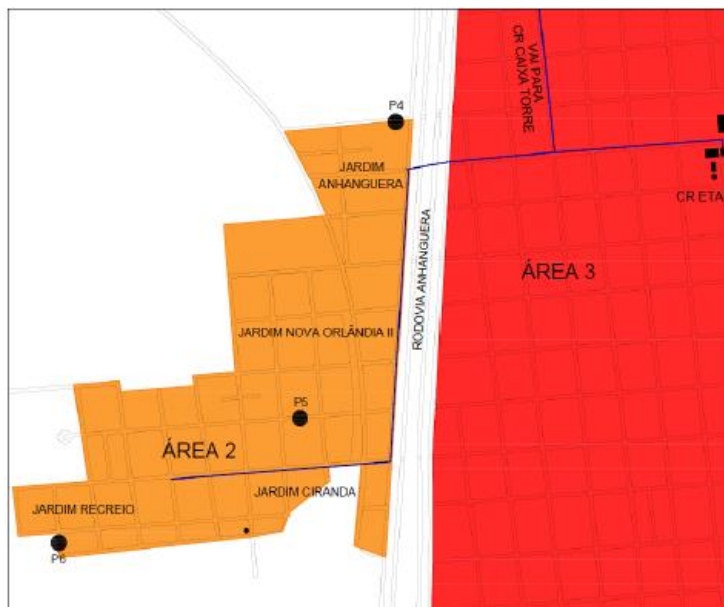 P4
VAI PARA
CR CAIXA TORRE
JARDIM
ANHANGUERA
CR ETA
RODOVIA ANHANGUERA
ÁREA 3
JARDIM NOVA ORLÂNDIA II
P5
ÁREA 2
JARDIM CIRANDA
JARDIM RECREIO
P6